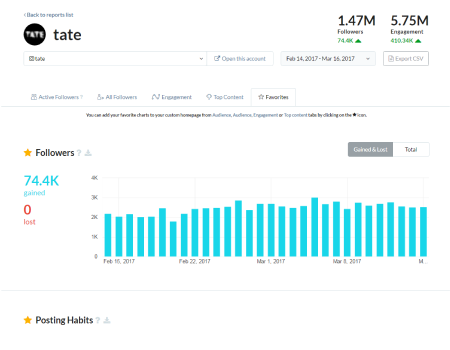 ‹ Back to reports list
TATE
tate
1.47M
Followers
74.4K
5.75M
Engagement
410.34K
tate
Open this account
Feb 14, 2017 - Mar 16, 2017
Export CSV
Active Followers ?
All Followers
Engagement
Top Content
Favorites
You can add your favorite charts to your custom homepage from Audience, Audience, Engagement or Top content tabs by clicking on the ★ icon.
Followers ?
Gained & Lost
Total
74.4K
gained
0
lost
4K
3K
2K
1K
0
Feb 15, 2017
Feb 22, 2017
Mar 1, 2017
Mar 8, 2017
M...
Posting Habits ?